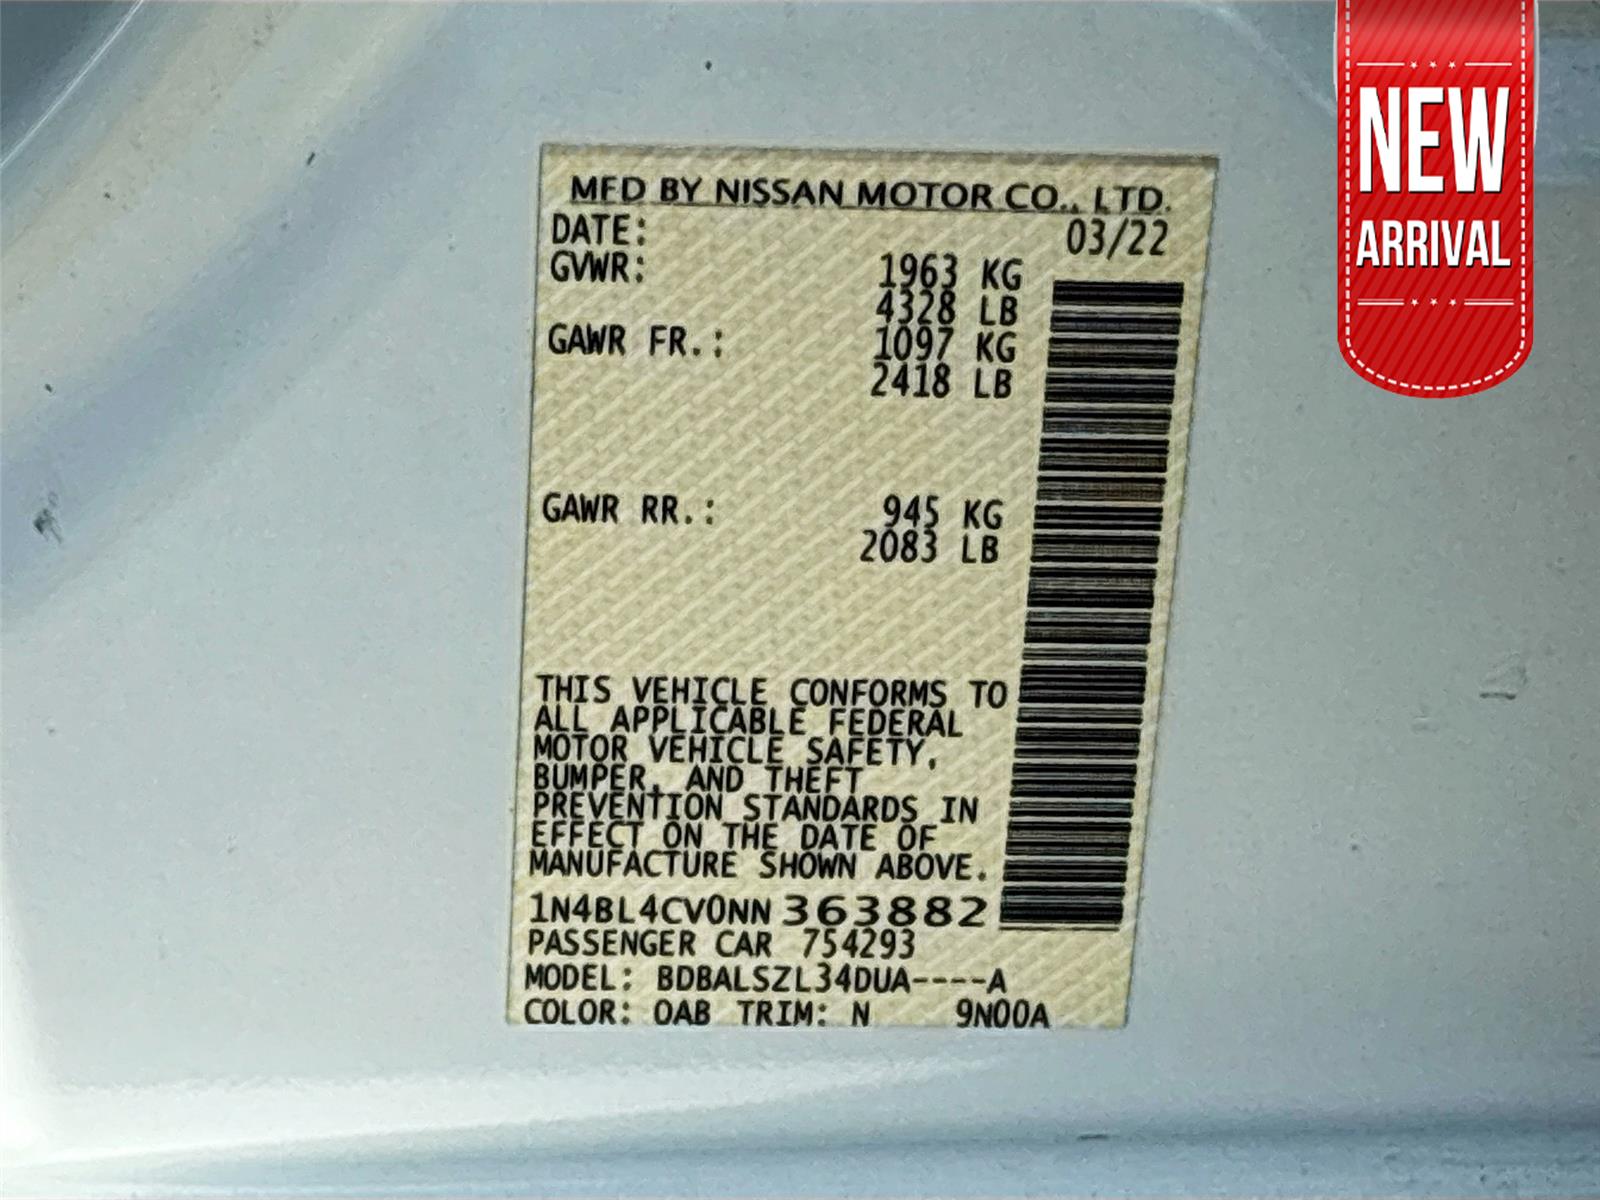 NEW
ARRIVAL
MFD BY NISSAN MOTOR CO., LTD.
DATE: 03/22
GVWR: 1963 KG
4328 LB
GAWR FR.: 1097 KG
2418 LB
GAWR RR.: 945 KG
2083 LB
THIS VEHICLE CONFORMS TO
ALL APPLICABLE FEDERAL
MOTOR VEHICLE SAFETY,
BUMPER, AND THEFT
PREVENTION STANDARDS IN
EFFECT ON THE DATE OF
MANUFACTURE SHOWN ABOVE.
1N4BL4CV0NN363882
PASSENGER CAR 754293
MODEL: BDBALSZL34DUA----A
COLOR: QAB TRIM: N 9N00A